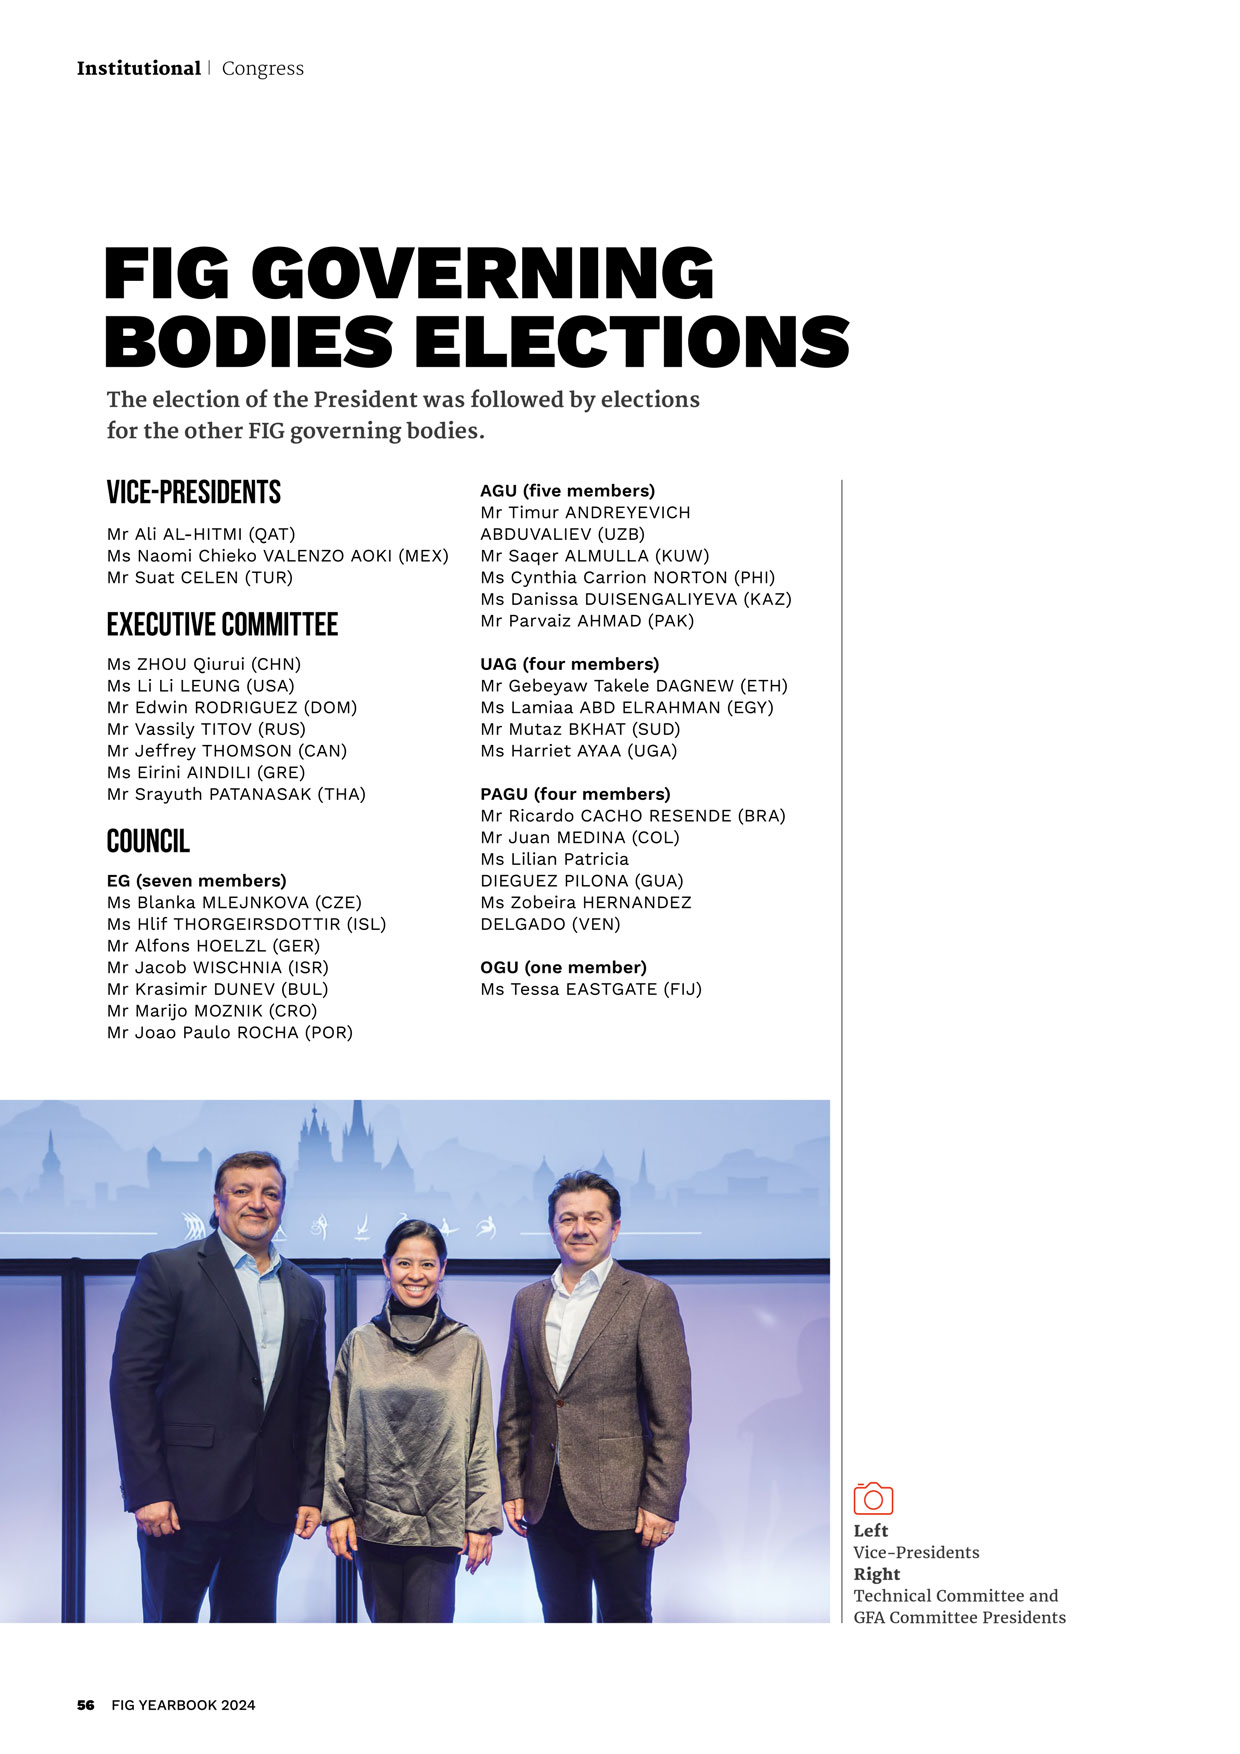 Institutional | Congress
FIG GOVERNING
BODIES ELECTIONS
The election of the President was followed by elections
for the other FIG governing bodies.
VICE-PRESIDENTS
Mr Ali AL-HITMI (QAT)
Ms Naomi Chieko VALENZO AOKI (MEX)
Mr Suat CELEN (TUR)
EXECUTIVE COMMITTEE
Ms ZHOU Qiurui (CHN)
Ms Li Li LEUNG (USA)
Mr Edwin RODRIGUEZ (DOM)
Mr Vassily TITOV (RUS)
Mr Jeffrey THOMSON (CAN)
Ms Eirini AINDILI (GRE)
Mr Srayuth PATANASAK (THA)
COUNCIL
EG (seven members)
Ms Blanka MLEJNKOVA (CZE)
Ms Hlif THORGEIRSDOTTIR (ISL)
Mr Alfons HOELZL (GER)
Mr Jacob WISCHNIA (ISR)
Mr Krasimir DUNEV (BUL)
Mr Marijo MOZNIK (CRO)
Mr Joao Paulo ROCHA (POR)
AGU (five members)
Mr Timur ANDREYEVICH
ABDUVALIEV (UZB)
Mr Saqer ALMULLA (KUW)
Ms Cynthia Carrion NORTON (PHI)
Ms Danissa DUISENGALIYEVA (KAZ)
Mr Parvaiz AHMAD (PAK)
UAG (four members)
Mr Gebeyaw Takele DAGNEW (ETH)
Ms Lamiaa ABD ELRAHMAN (EGY)
Mr Mutaz BKHAT (SUD)
Ms Harriet AYAA (UGA)
PAGU (four members)
Mr Ricardo CACHO RESENDE (BRA)
Mr Juan MEDINA (COL)
Ms Lilian Patricia
DIEGUEZ PILONA (GUA)
Ms Zobeira HERNANDEZ
DELGADO (VEN)
OGU (one member)
Ms Tessa EASTGATE (FIJ)
Left
Vice-Presidents
Right
Technical Committee and
GFA Committee Presidents
56 FIG YEARBOOK 2024